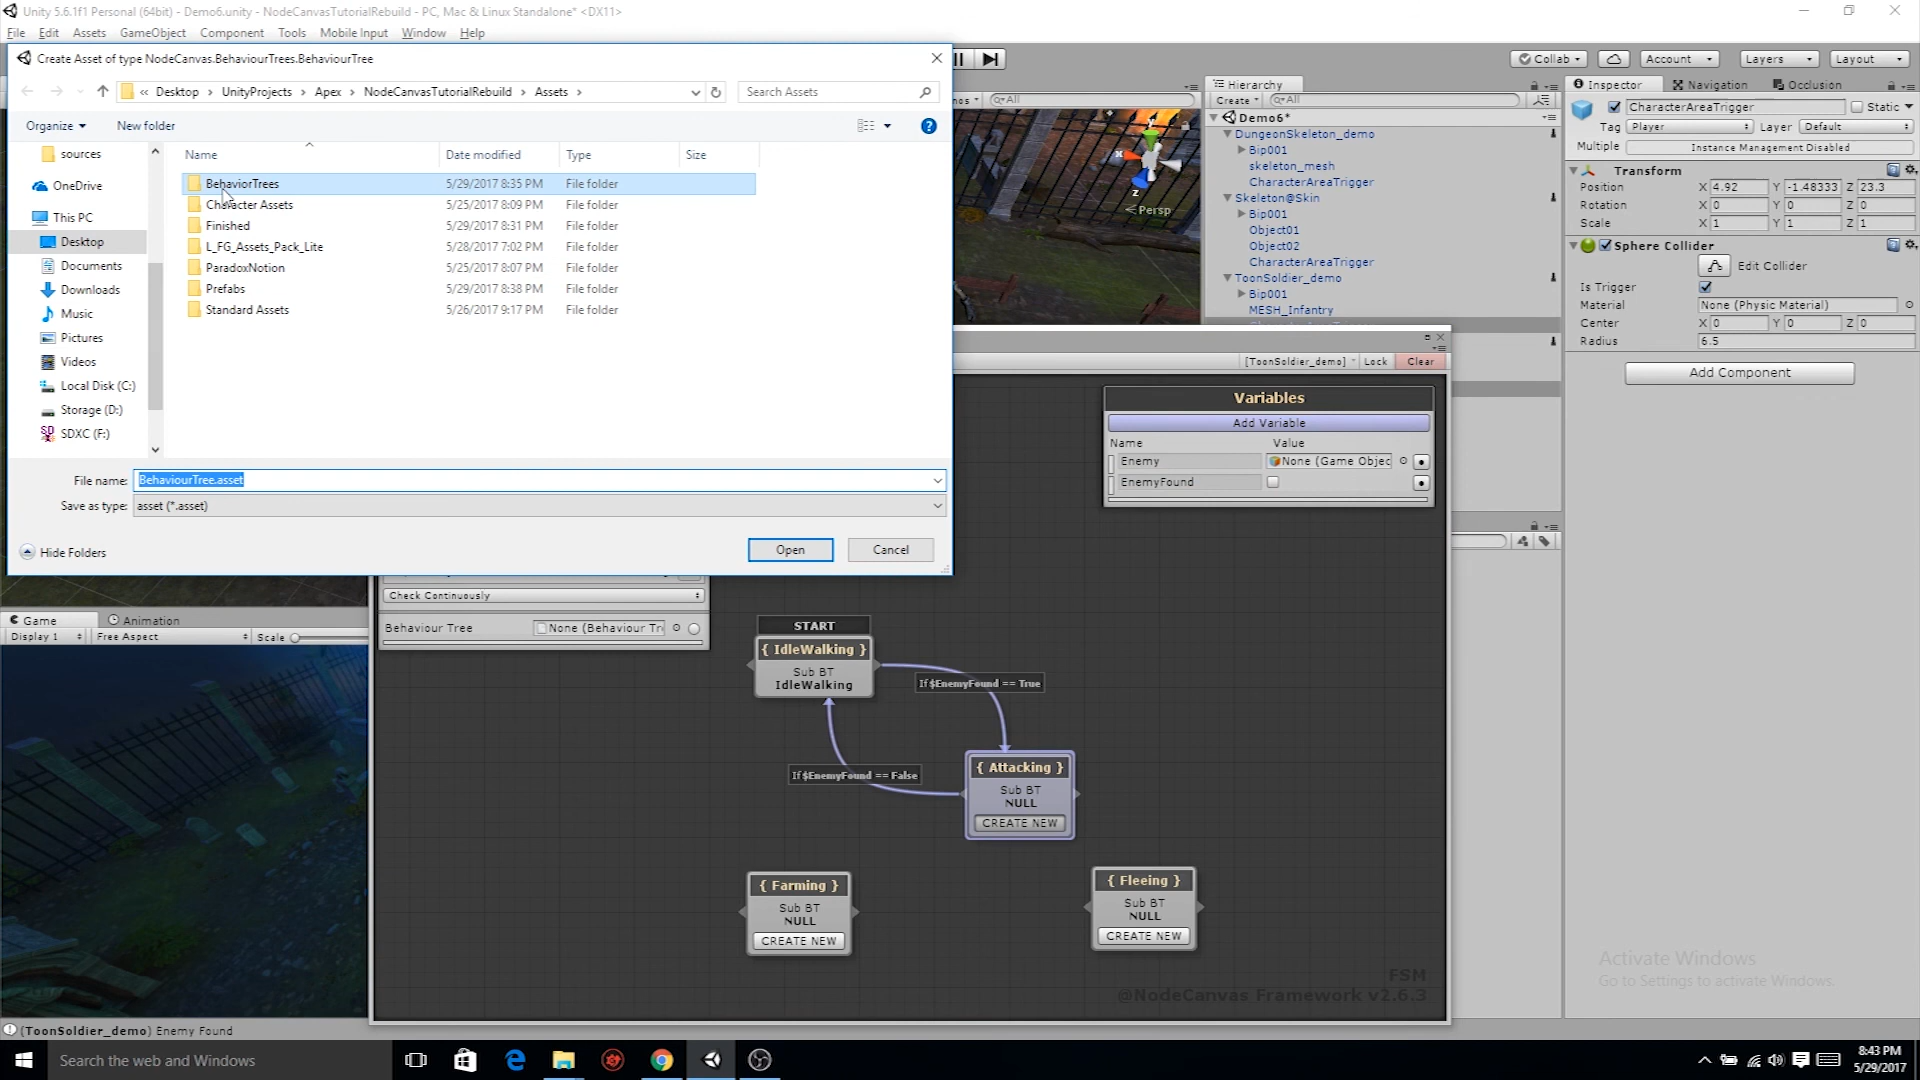 Unity 5.6.1f1 Personal (64bit) - Demo6.unity - NodeCanvasTutorialRebuild - PC, Mac & Linux Standalone* <DX11>
File Edit Assets GameObject Component Tools Mobile Input Window Help
Create Asset of type NodeCanvas.BehaviourTrees.BehaviourTree
Collab Account Layers Layout
« Desktop > UnityProjects > Apex > NodeCanvasTutorialRebuild > Assets >
Search Assets
Organize
New folder
Name Date modified Type Size
BehaviorTrees 5/29/2017 8:35 PM File folder
Character Assets 5/25/2017 8:09 PM File folder
Finished 5/29/2017 8:31 PM File folder
L_FG_Assets_Pack_Lite 5/28/2017 7:02 PM File folder
ParadoxNotion 5/25/2017 8:07 PM File folder
Prefabs 5/29/2017 8:38 PM File folder
Standard Assets 5/26/2017 9:17 PM File folder
sources
OneDrive
This PC
Desktop
Documents
Downloads
Music
Pictures
Videos
Local Disk (C:)
Storage (D:)
SDXC (F:)
File name: BehaviourTree.asset
Save as type: asset (*.asset)
Hide Folders
Open
Cancel
All
x
z
Persp
Hierarchy
Create All
Demo6*
DungeonSkeleton_demo
Bip001
skeleton_mesh
CharacterAreaTrigger
Skeleton@Skin
Bip001
Object01
Object02
CharacterAreaTrigger
ToonSoldier_demo
Bip001
MESH_Infantry
Inspector Navigation Occlusion
CharacterAreaTrigger Static
Tag Player Layer Default
Multiple Instance Management Disabled
Transform
Position X 4.92 Y -1.48333 Z 23.3
Rotation X 0 Y 0 Z 0
Scale X 1 Y 1 Z 1
Sphere Collider
Edit Collider
Is Trigger
Material None (Physic Material)
Center X 0 Y 0 Z 0
Radius 6.5
Add Component
[ToonSoldier_demo] Lock Clear
Variables
Add Variable
Name Value
Enemy None (Game Objec
EnemyFound
Check Continuously
Behaviour Tree None (Behaviour Tr
START
{ IdleWalking }
Sub BT
IdleWalking
If $EnemyFound == True
If $EnemyFound == False
{ Attacking }
Sub BT
NULL
CREATE NEW
{ Farming }
Sub BT
NULL
CREATE NEW
{ Fleeing }
Sub BT
NULL
CREATE NEW
FSM
@NodeCanvas Framework v2.6.3
Game Animation
Display 1 Free Aspect Scale
(ToonSoldier_demo) Enemy Found
Activate Windows
Go to Settings to activate Windows.
Search the web and Windows
8:43 PM
5/29/2017